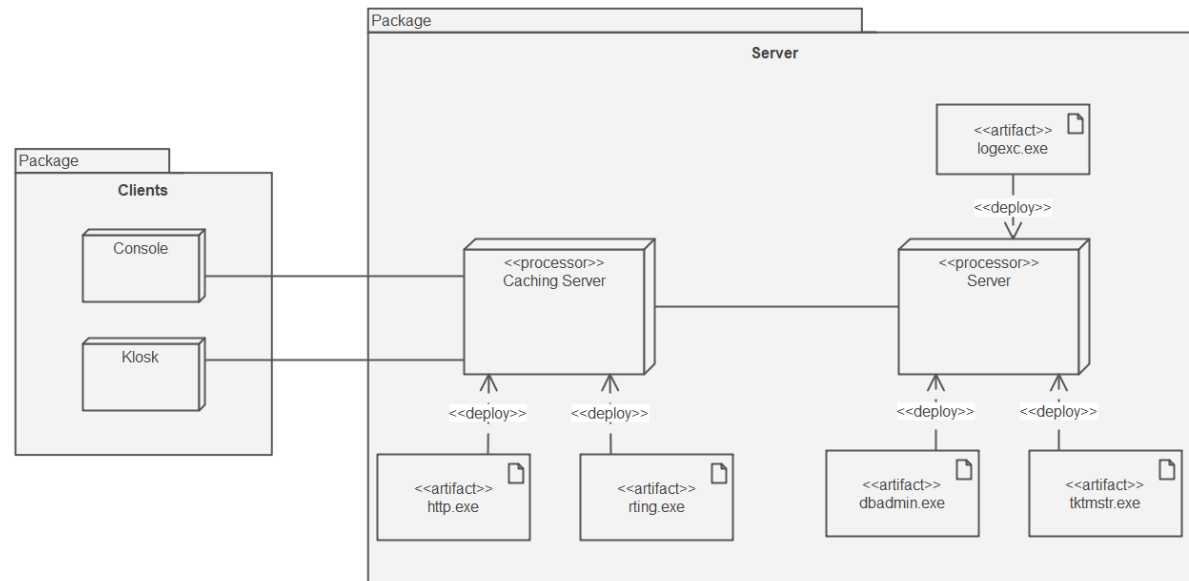 Package
Server
<<artifact>>
logexc.exe
<<deploy>>
Package
Clients
Console
Klosk
<<processor>>
Caching Server
<<processor>>
Server
<<deploy>>
<<deploy>>
<<deploy>>
<<deploy>>
<<artifact>>
http.exe
<<artifact>>
rting.exe
<<artifact>>
dbadmin.exe
<<artifact>>
tktmstr.exe